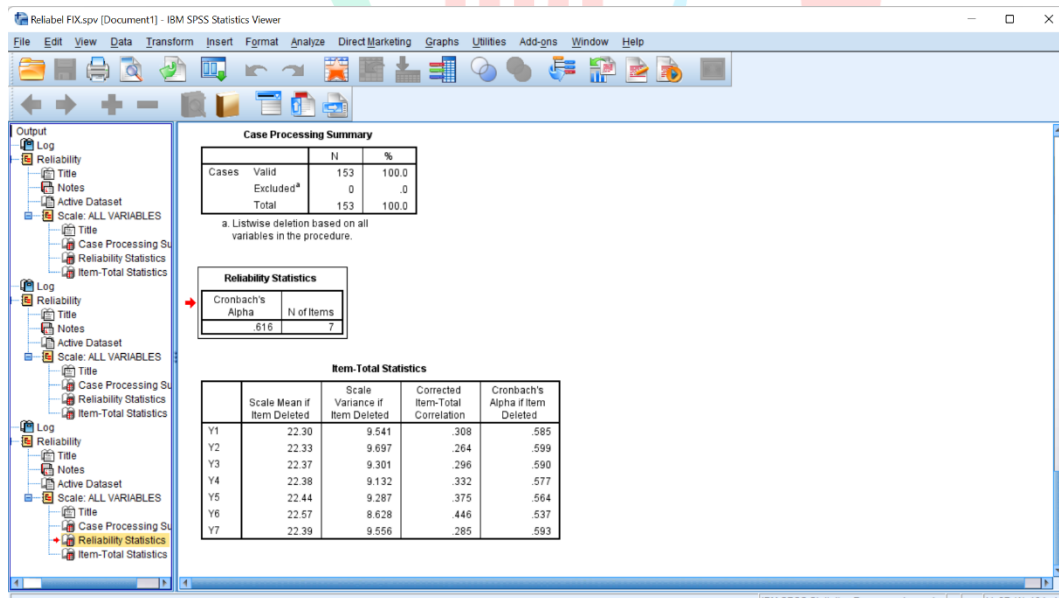 Reliabel FIX.spv [Document1] - IBM SPSS Statistics Viewer
File Edit View Data Transform Insert Format Analyze Direct Marketing Graphs Utilities Add-ons Window Help
Output
Log
Reliability
Title
Notes
Active Dataset
Scale: ALL VARIABLES
Title
Case Processing Su
Reliability Statistics
Item-Total Statistics
Log
Reliability
Title
Notes
Active Dataset
Scale: ALL VARIABLES
Title
Case Processing Su
Reliability Statistics
Item-Total Statistics
Log
Reliability
Title
Notes
Active Dataset
Scale: ALL VARIABLES
Title
Case Processing Su
Reliability Statistics
Item-Total Statistics
Case Processing Summary
N %
Cases Valid 153 100.0
Excludedᵃ 0 .0
Total 153 100.0
a. Listwise deletion based on all
variables in the procedure.
Reliability Statistics
Cronbach's
Alpha N of Items
.616 7
Item-Total Statistics
Scale Mean if
Item Deleted
Scale
Variance if
Item Deleted
Corrected
Item-Total
Correlation
Cronbach's
Alpha if Item
Deleted
Y1 22.30 9.541 .308 .585
Y2 22.33 9.697 .264 .599
Y3 22.37 9.301 .296 .590
Y4 22.38 9.132 .332 .577
Y5 22.44 9.287 .375 .564
Y6 22.57 8.628 .446 .537
Y7 22.39 9.556 .285 .593